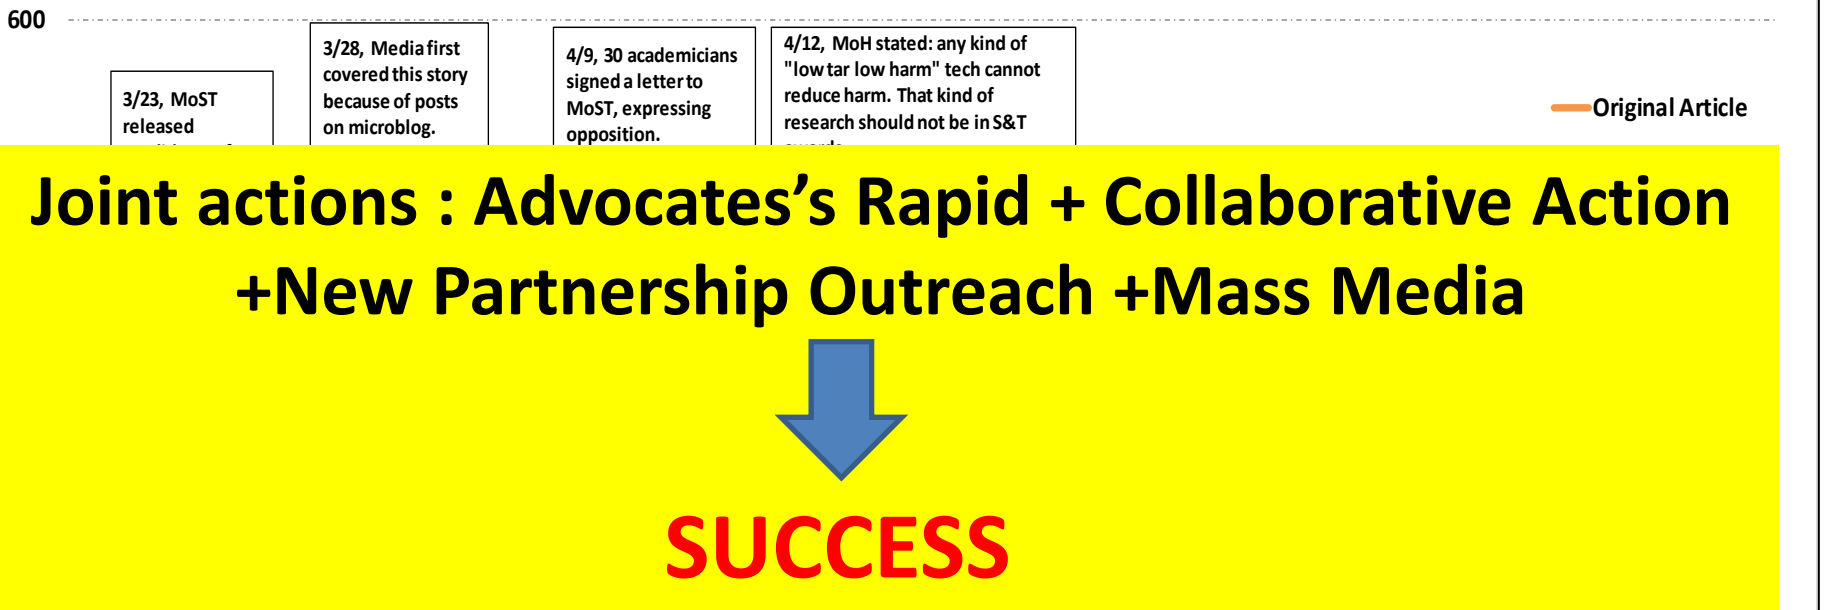 600
3/23, MoST
released
3/28, Media first
covered this story
because of posts
on microblog.
4/9, 30 academicians
signed a letter to
MoST, expressing
opposition.
4/12, MoH stated: any kind of
"low tar low harm" tech cannot
reduce harm. That kind of
research should not be in S&T
Original Article
Joint actions : Advocates’s Rapid + Collaborative Action
+New Partnership Outreach +Mass Media
SUCCESS